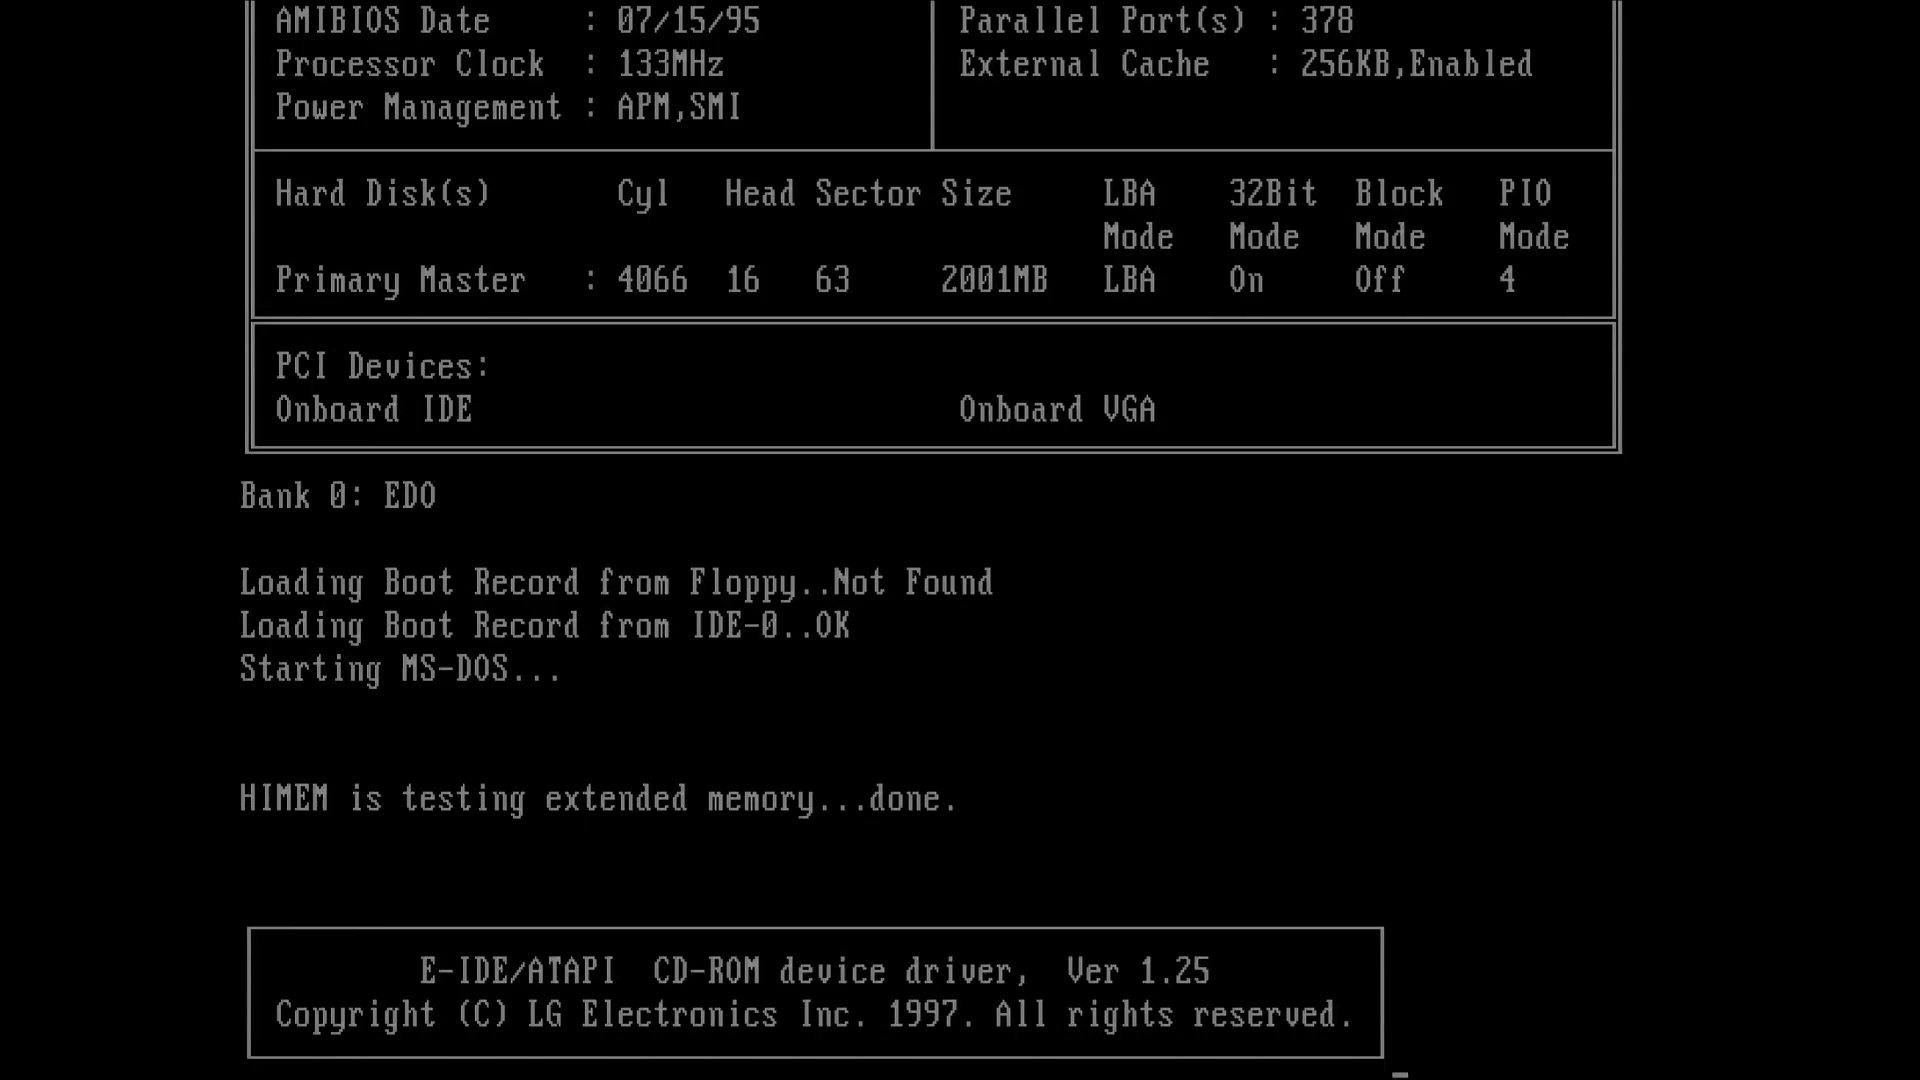 AMIBIOS Date : 07/15/95 Parallel Port(s) : 378
Processor Clock : 133MHz External Cache : 256KB,Enabled
Power Management : APM,SMI
Hard Disk(s) Cyl Head Sector Size LBA 32Bit Block PIO
Mode Mode Mode Mode
Primary Master : 4066 16 63 2001MB LBA On Off 4
PCI Devices:
Onboard IDE Onboard VGA
Bank 0: EDO
Loading Boot Record from Floppy..Not Found
Loading Boot Record from IDE-0..OK
Starting MS-DOS...
HIMEM is testing extended memory...done.
E-IDE/ATAPI CD-ROM device driver, Ver 1.25
Copyright (C) LG Electronics Inc. 1997. All rights reserved.